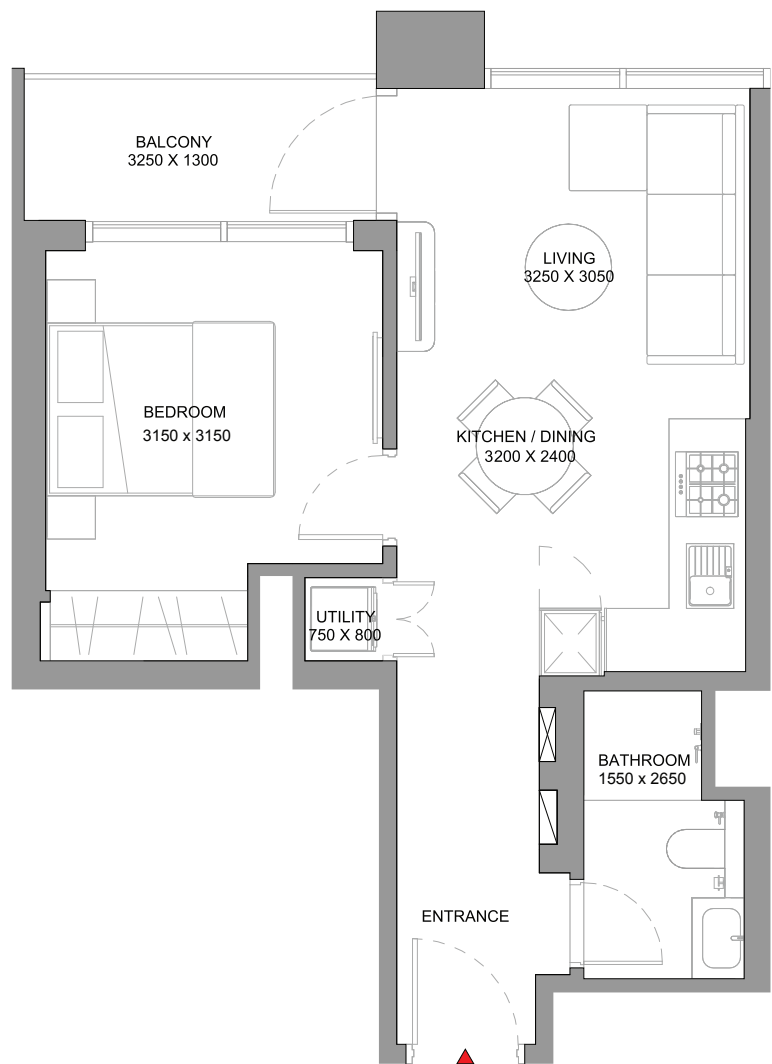 BALCONY
3250 X 1300
LIVING
3250 X 3050
BEDROOM
3150 x 3150
KITCHEN / DINING
3200 X 2400
UTILITY
750 X 800
BATHROOM
1550 x 2650
ENTRANCE